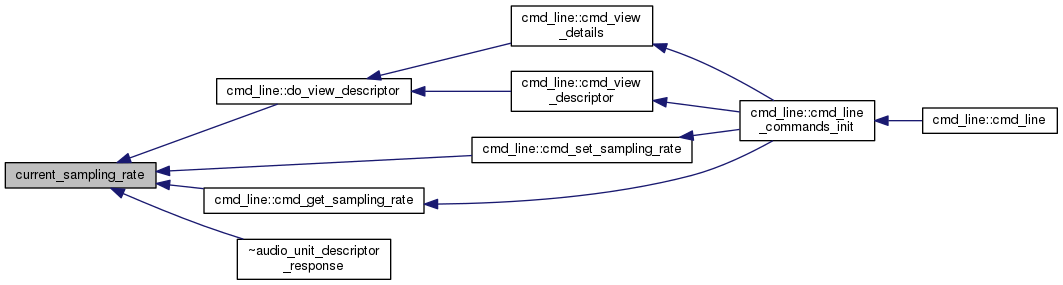 cmd_line::cmd_view
_details
cmd_line::do_view_descriptor
cmd_line::cmd_view
_descriptor
cmd_line::cmd_line
_commands_init
cmd_line::cmd_line
cmd_line::cmd_set_sampling_rate
current_sampling_rate
cmd_line::cmd_get_sampling_rate
~audio_unit_descriptor
_response